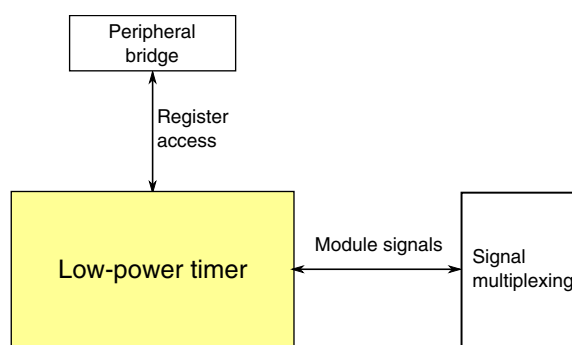 Peripheral
bridge
Register
access
Low-power timer
Module signals
Signal
multiplexing